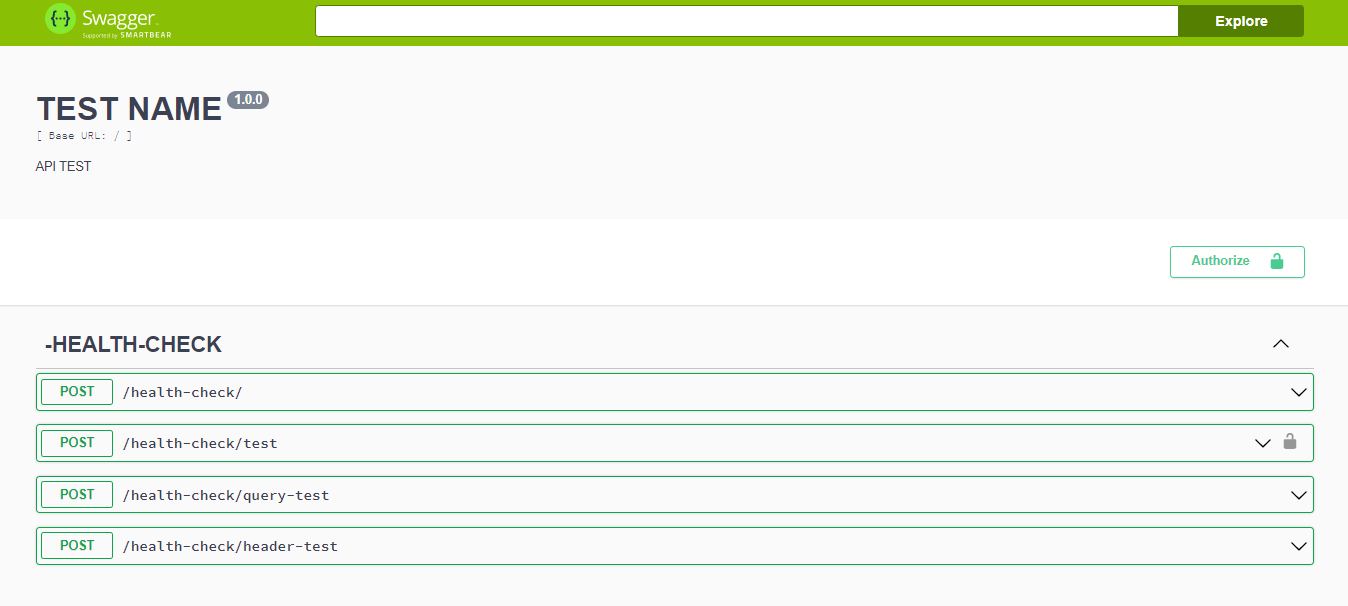 {··} Swagger.
Supported by SMARTBEAR
Explore
TEST NAME 1.0.0
[ Base URL: / ]
API TEST
Authorize
-HEALTH-CHECK
POST /health-check/
POST /health-check/test
POST /health-check/query-test
POST /health-check/header-test